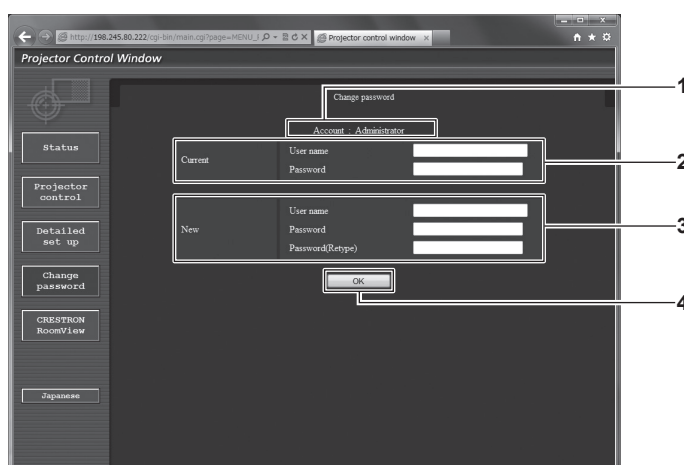 http://198.245.80.222/cgi-bin/main.cgi?page=MENU_
Projector control window
Projector Control Window
Change password
Account : Administrator
Current
User name
Password
New
User name
Password
Password(Retype)
OK
Status
Projector
control
Detailed
set up
Change
password
CRESTRON
RoomView
Japanese
1
2
3
4